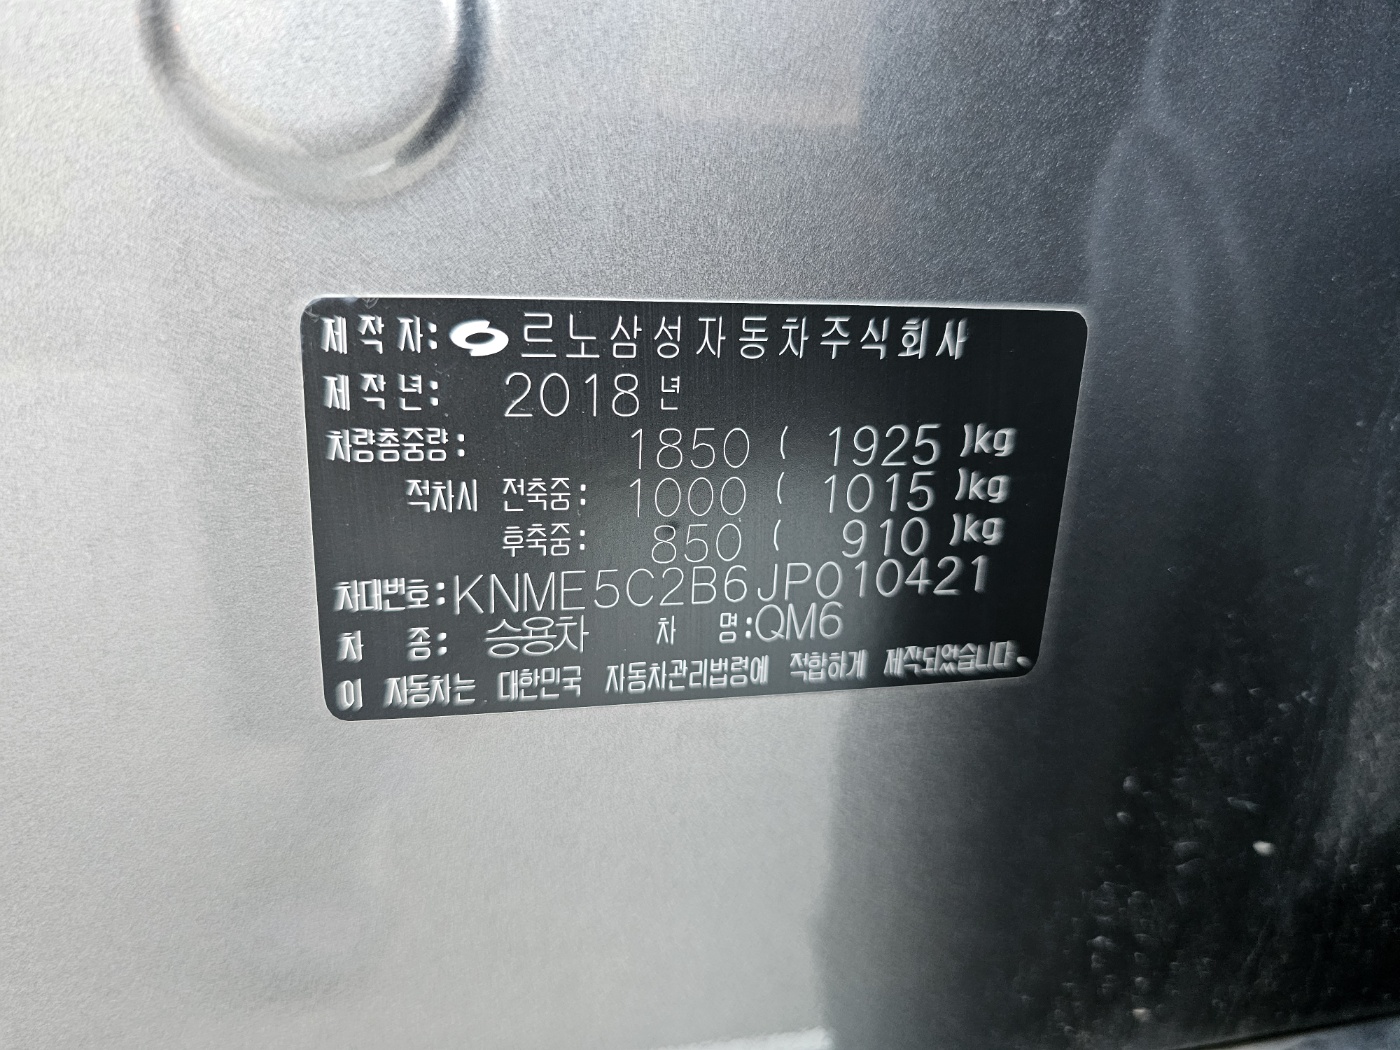 제작자: 르노삼성자동차주식회사
제작년: 2018년
차량총중량: 1850 ( 1925 )kg
적차시 전축중: 1000 ( 1015 )kg
후축중: 850 ( 910 )kg
차대번호: KNME5C2B6JP010421
차 종: 승용차 차 명: QM6
이 자동차는 대한민국 자동차관리법령에 적합하게 제작되었습니다.